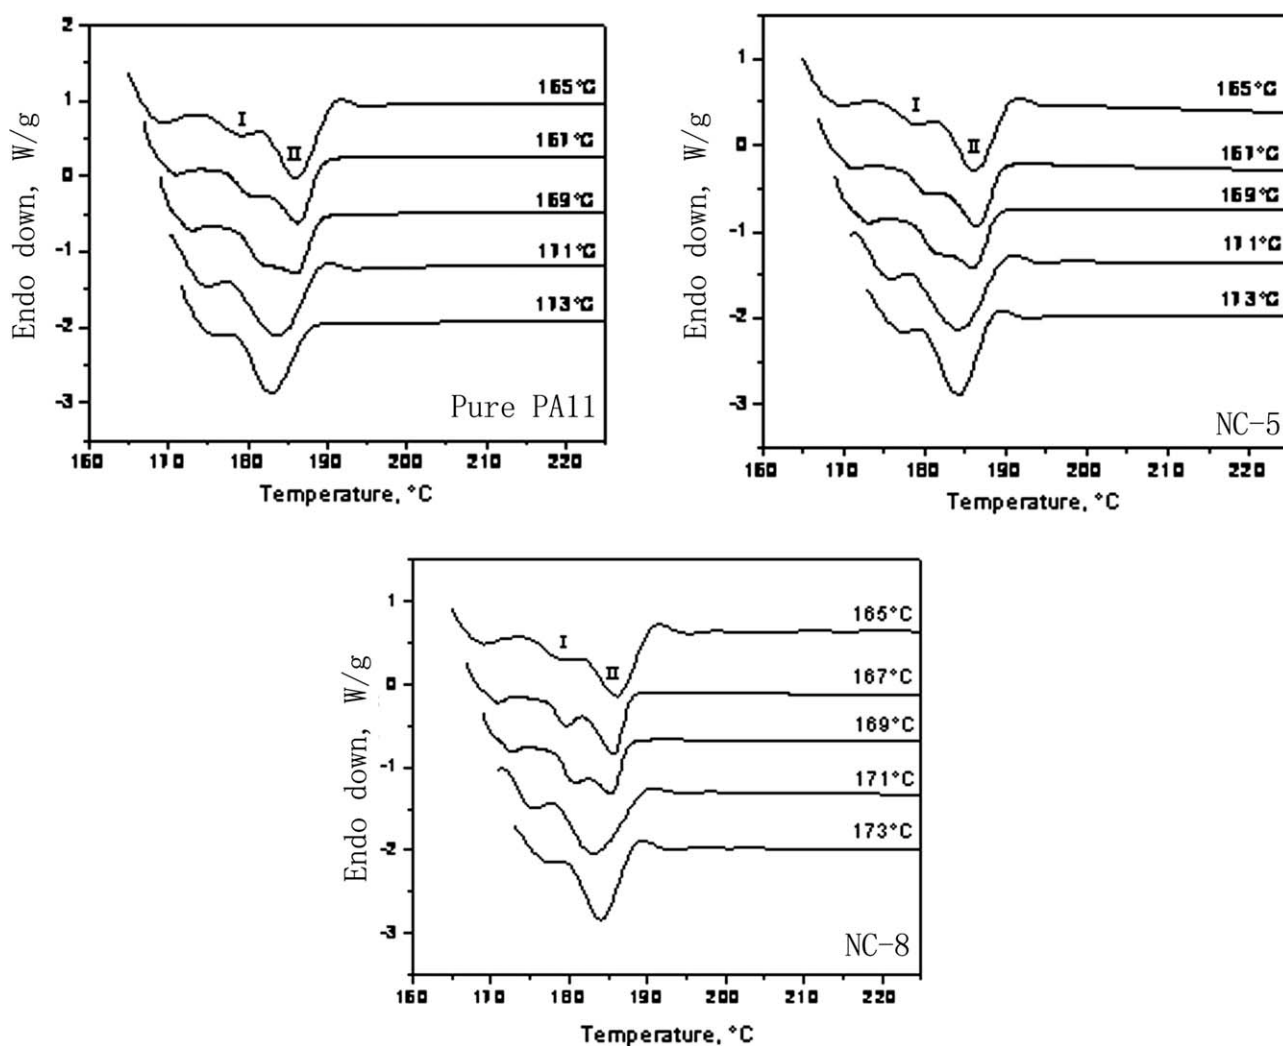 2
1
0
-1
-2
-3
Endo down, W/g
I
II
165°C
167°C
169°C
171°C
173°C
Pure PA11
160 170 180 190 200 210 220
Temperature, °C
1
0
-1
-2
-3
Endo down, W/g
I
II
165°C
167°C
169°C
171°C
173°C
NC-5
160 170 180 190 200 210 220
Temperature, °C
1
0
-1
-2
-3
Endo down, W/g
I
II
165°C
167°C
169°C
171°C
173°C
NC-8
160 170 180 190 200 210 220
Temperature, °C